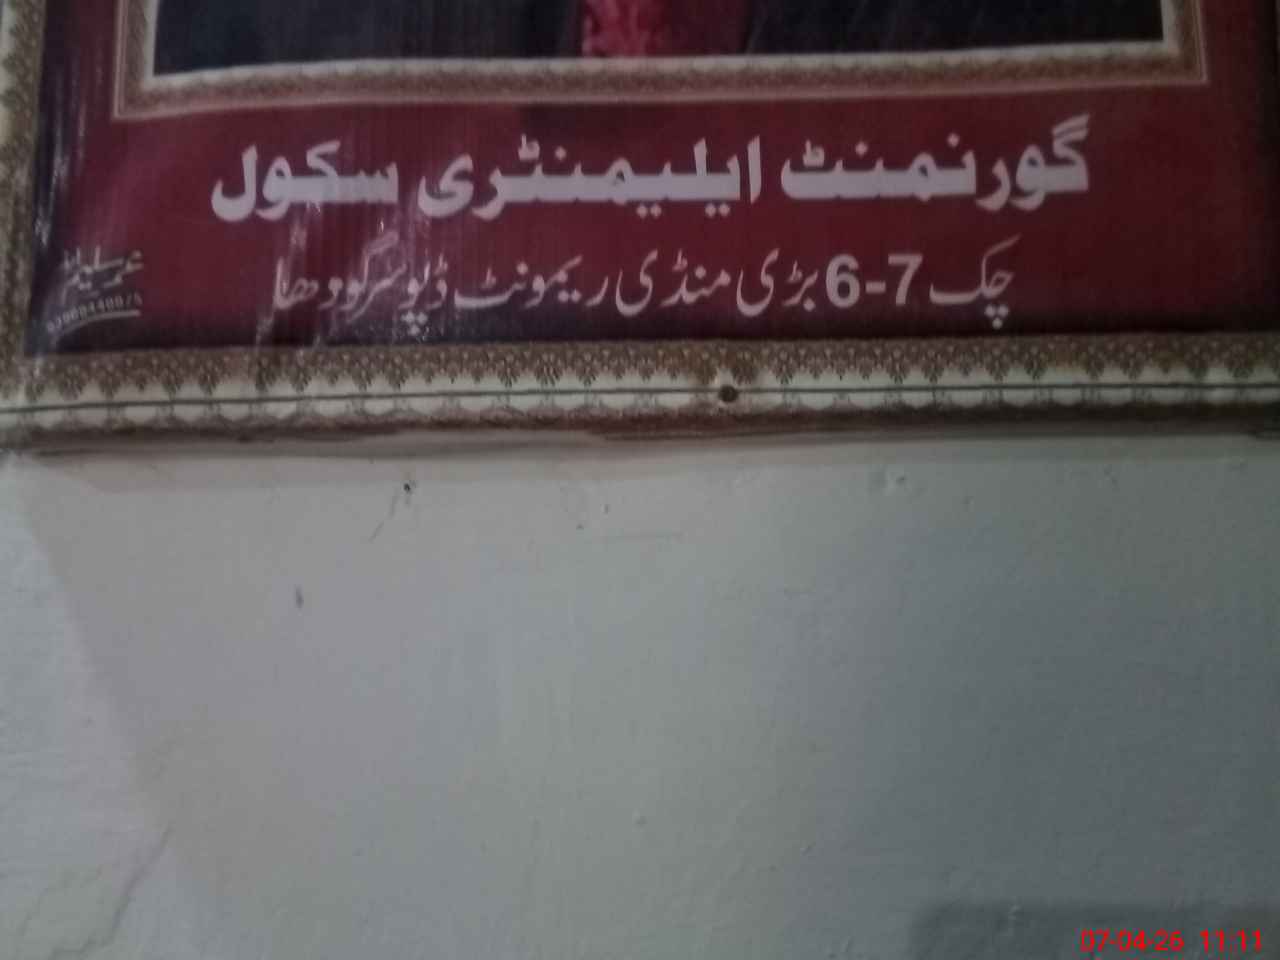 گورنمنٹ ایلیمنٹری سکول
چک 7-6 بڑی منڈی ریمونٹ ڈپو سرگودھا
07-04-26 11:11